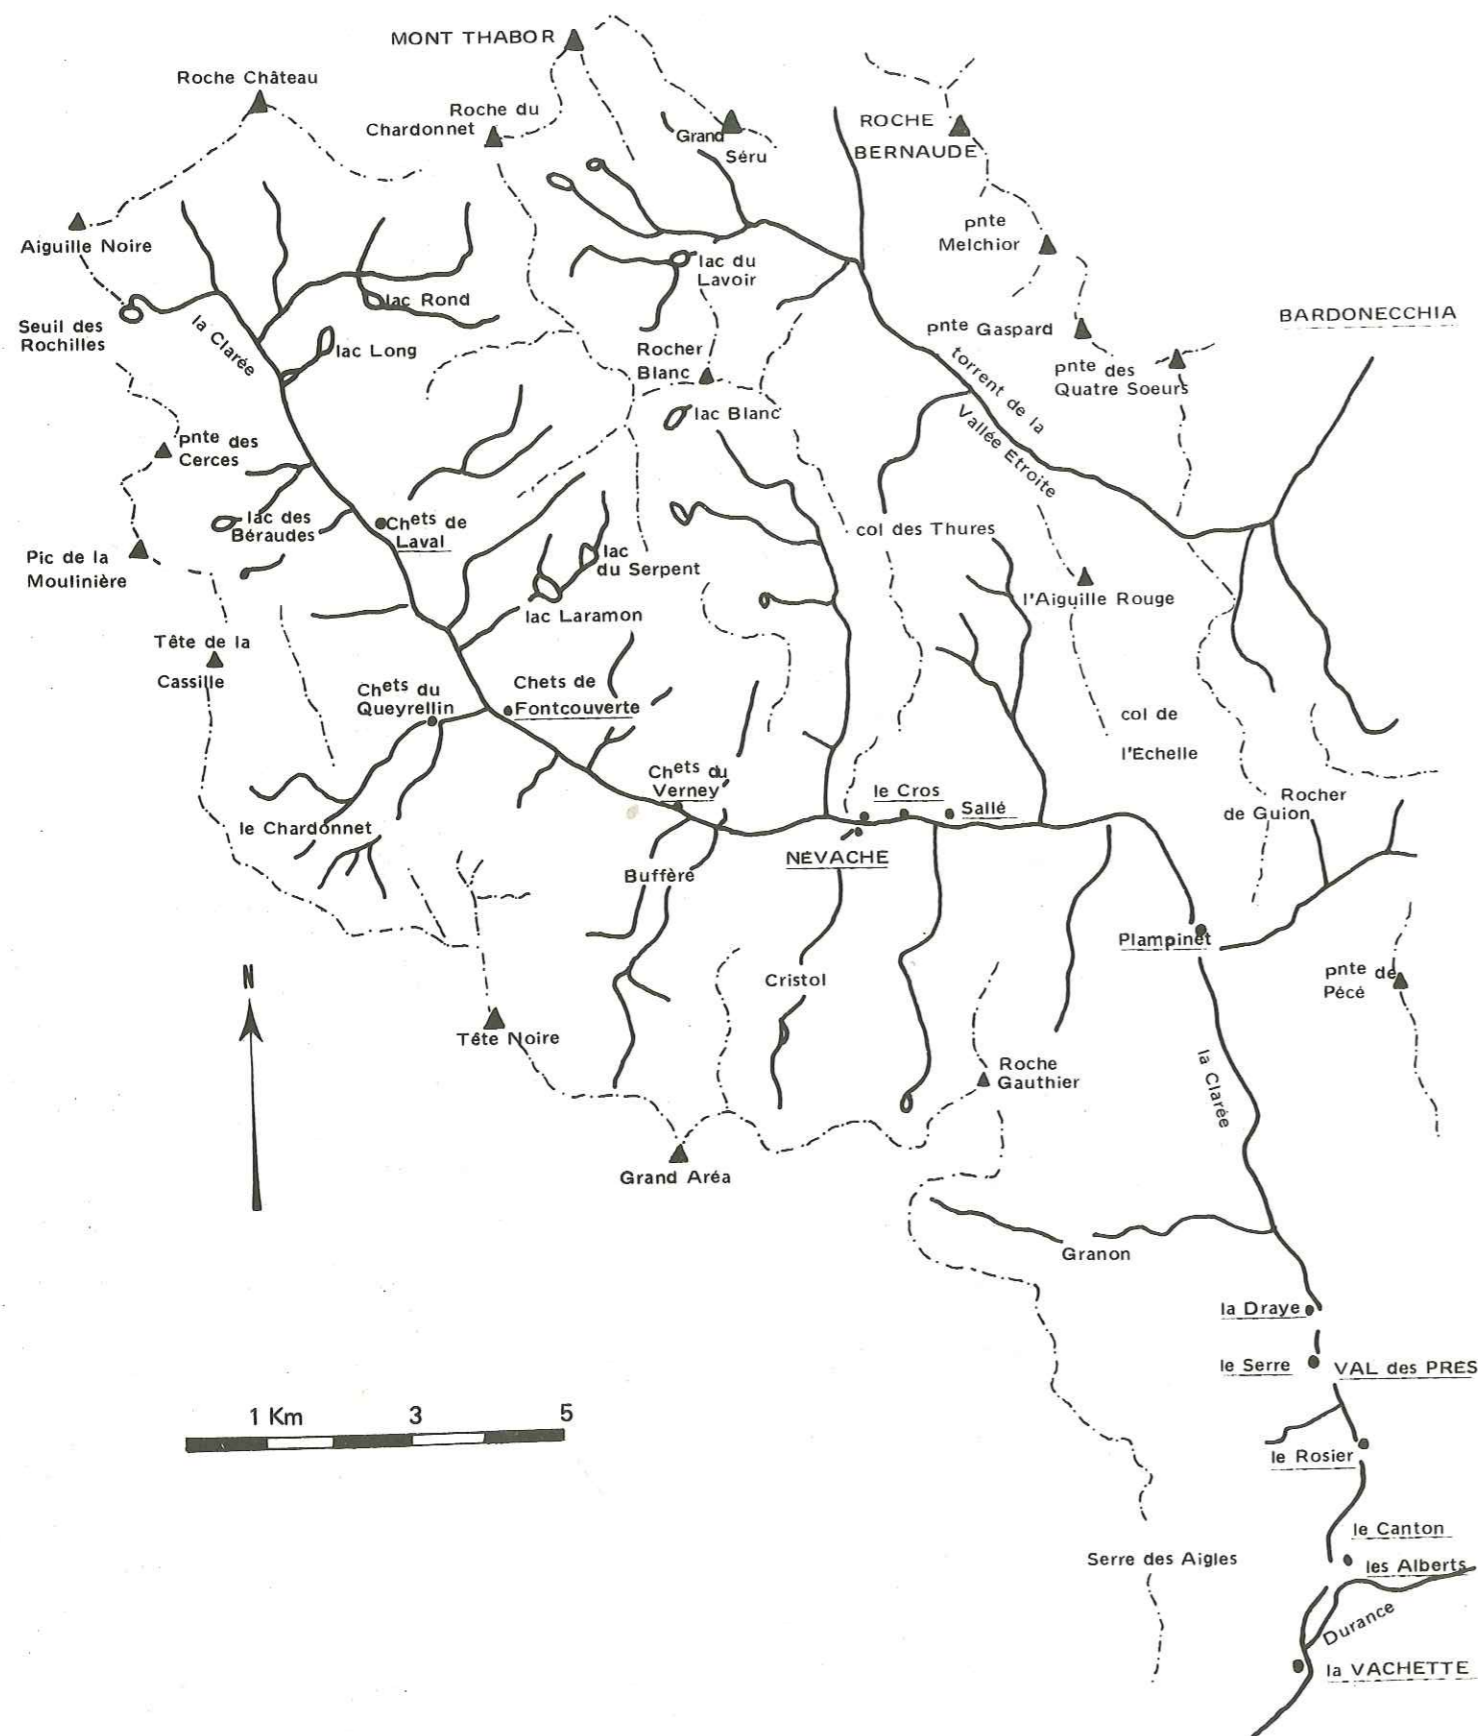 MONT THABOR
Roche Château
Roche du
Chardonnet
Grand
Séru
ROCHE
BERNAUDE
pnte
Melchior
Aiguille Noire
lac du
Lavoir
lac Rond
Seuil des
Rochilles
la Clarée
lac Long
Rocher
Blanc
pnte Gaspard
BARDONECCHIA
torrent de la
Vallée Etroite
pnte des
Quatre Soeurs
lac Blanc
pnte des
Cerces
lac des
Béraudes
Chets de
Laval
col des Thures
Pic de la
Moulinière
lac
du Serpent
lac Laramon
l'Aiguille Rouge
Tête de la
Cassille
Chets du
Queyrellin
Chets de
Fontcouverte
col de
l'Echelle
Chets du
Verney
le Cros
Sallé
Rocher
de Guion
le Chardonnet
NÉVACHE
Buffère
Plampinet
Cristol
pnte de
Pécé
N
Tête Noire
Roche
Gauthier
la Clarée
Grand Aréa
Granon
la Draye
le Serre
VAL des PRES
1 Km 3 5
le Rosier
le Canton
Serre des Aigles
les Alberts
Durance
la VACHETTE